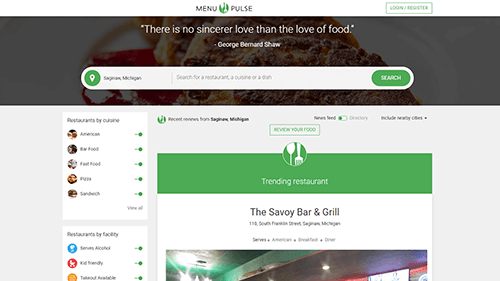 MENU PULSE
LOGIN / REGISTER
"There is no sincerer love than the love of food."
- George Bernard Shaw
Saginaw, Michigan
Search for a restaurant, a cuisine or a dish
SEARCH
Restaurants by cuisine
American
Bar Food
Fast Food
Pizza
Sandwich
View all
Restaurants by facility
Serves Alcohol
Kid friendly
Takeout Available
Recent reviews from Saginaw, Michigan
News feed
Directory
Include nearby cities
REVIEW YOUR FOOD
Trending restaurant
The Savoy Bar & Grill
119, South Franklin Street, Saginaw, Michigan
Serves American Breakfast Diner